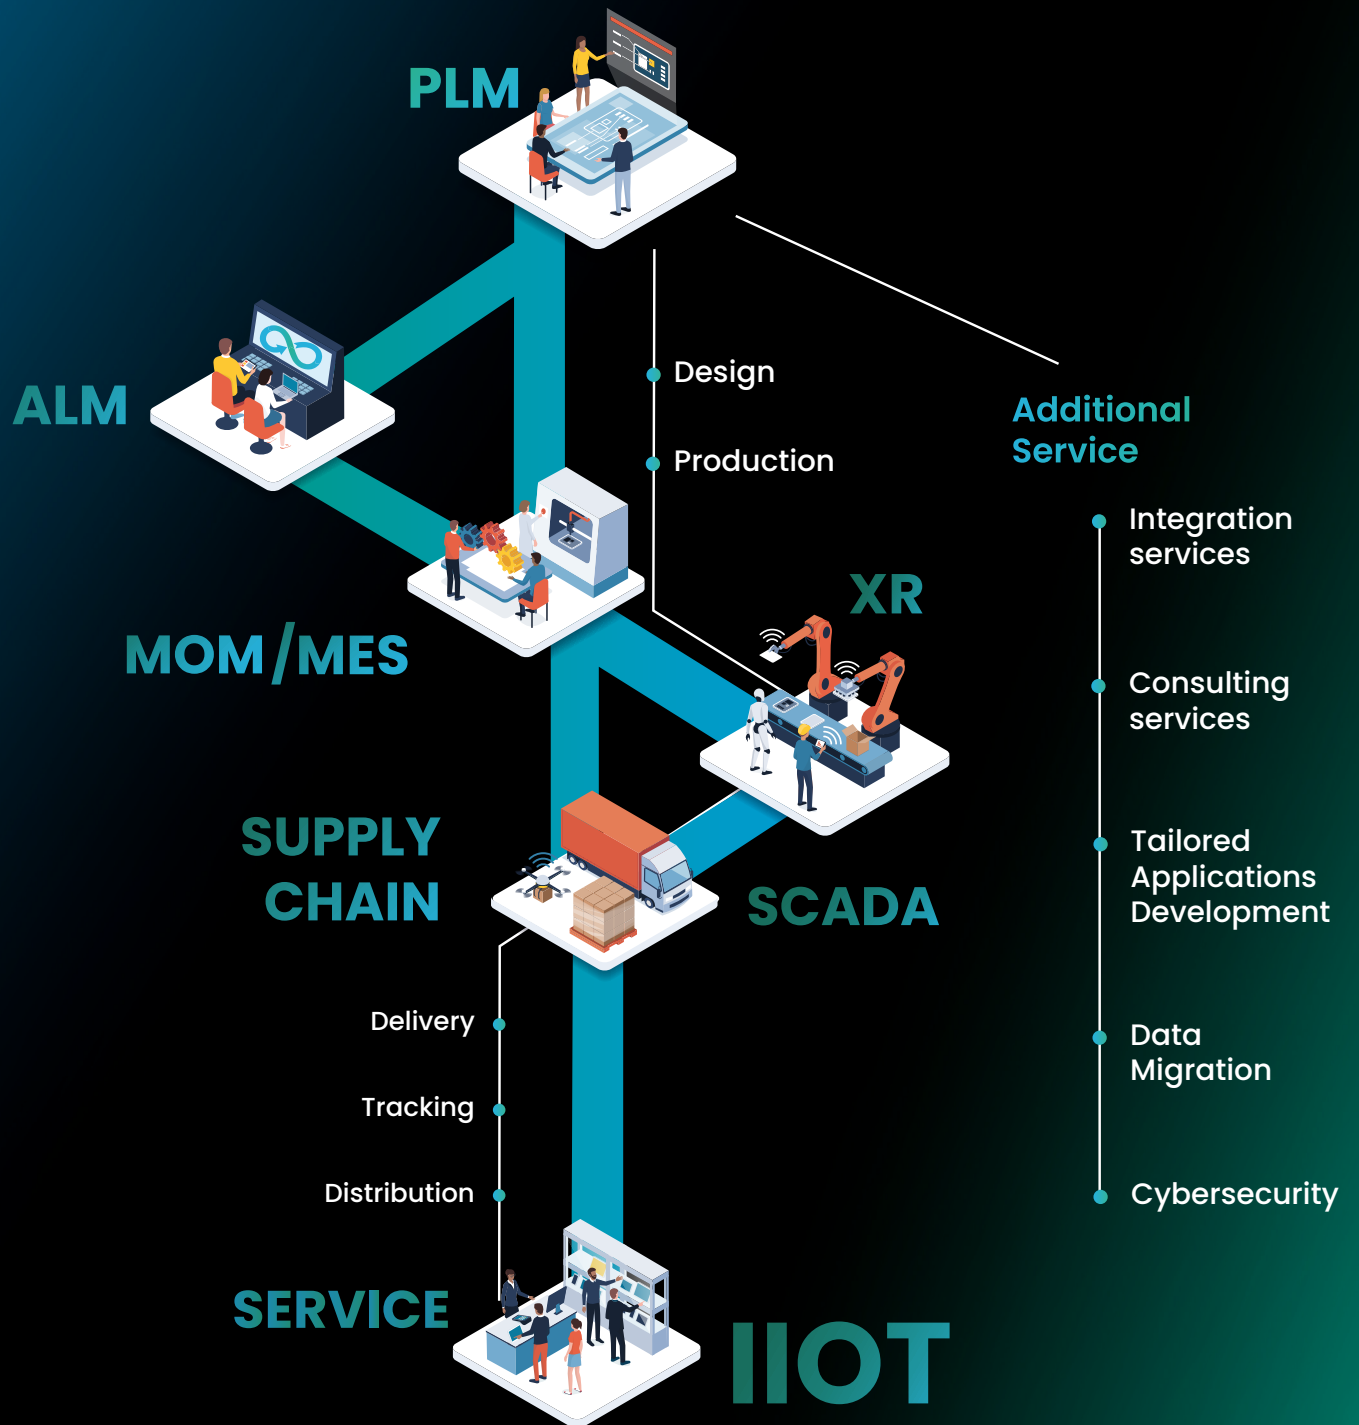 PLM
Design
Production
ALM
Additional
Service
Integration
services
Consulting
services
Tailored
Applications
Development
Data
Migration
Cybersecurity
XR
MOM/MES
SUPPLY
CHAIN
SCADA
Delivery
Tracking
Distribution
SERVICE
IIOT